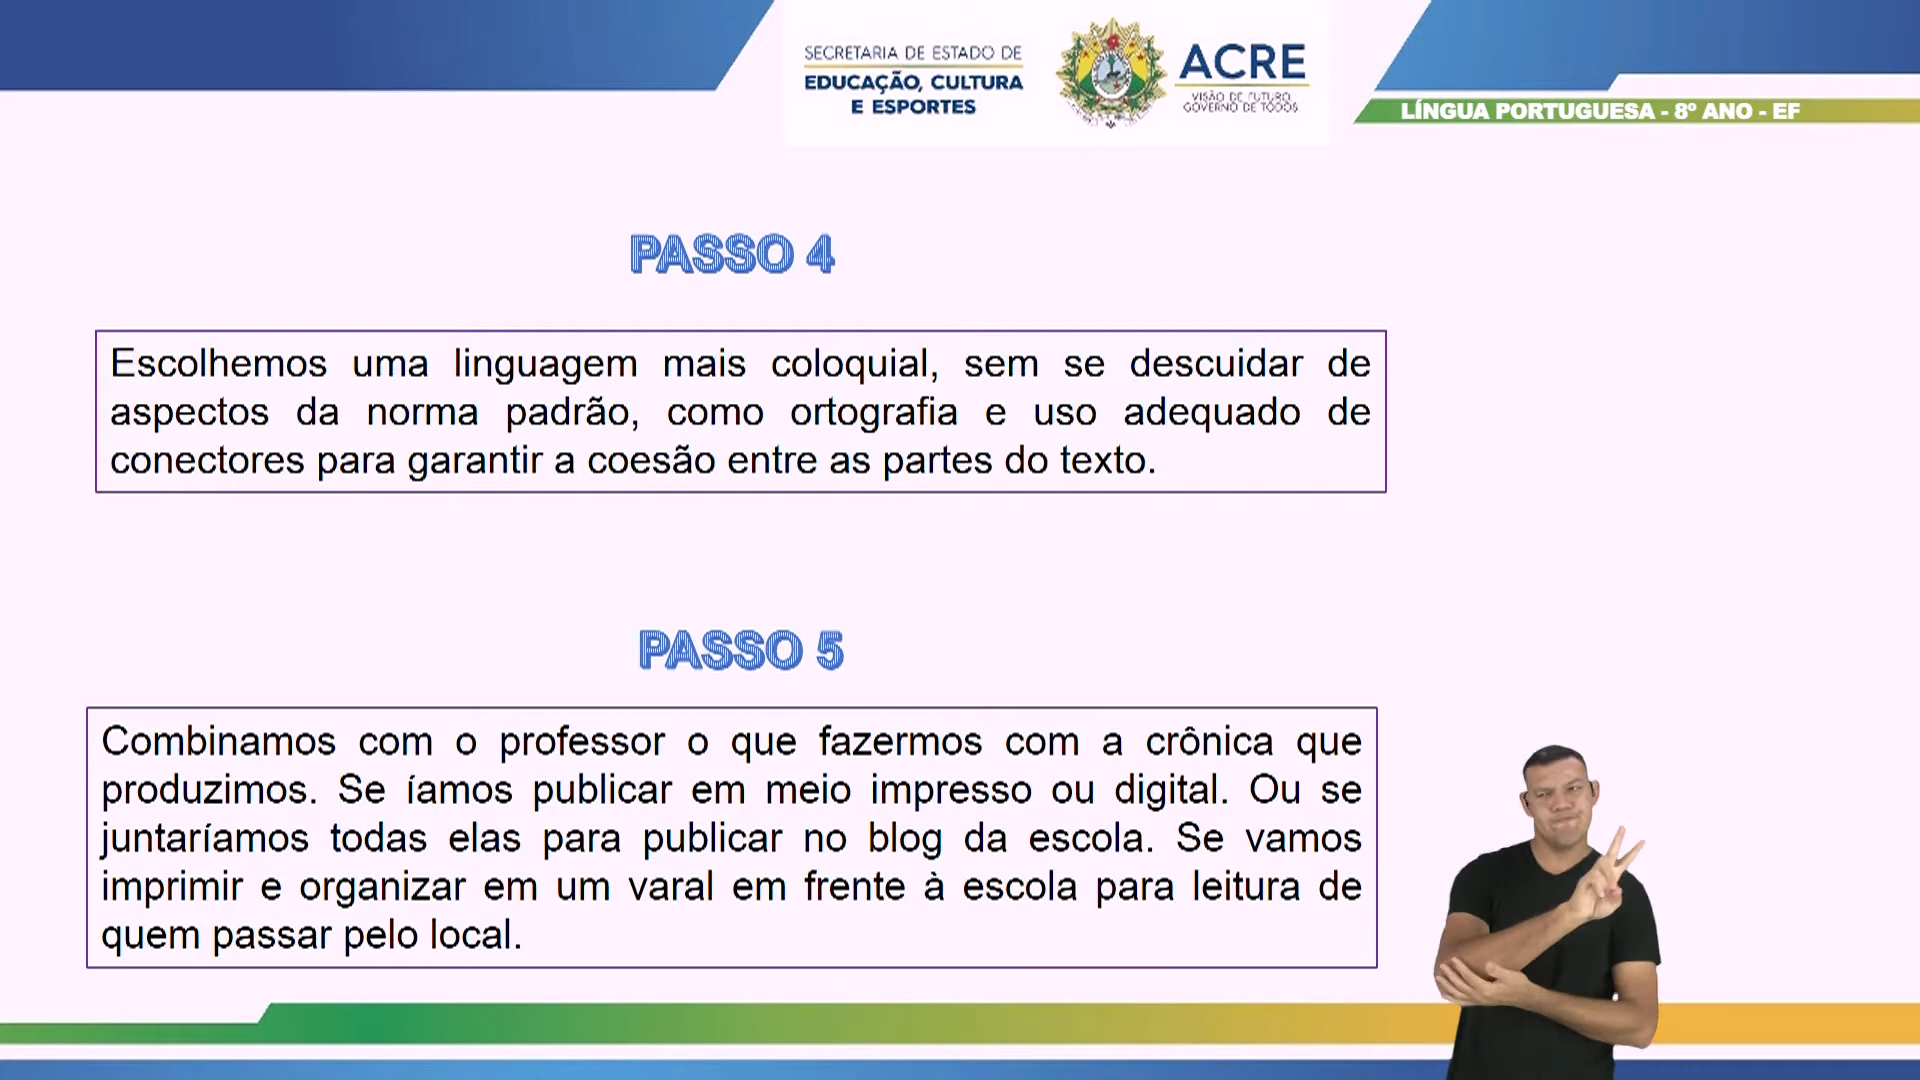 SECRETARIA DE ESTADO DE
EDUCAÇÃO, CULTURA
E ESPORTES
ACRE
VISÃO DE FUTURO,
GOVERNO DE TODOS
LÍNGUA PORTUGUESA - 8º ANO - EF
PASSO 4
Escolhemos uma linguagem mais coloquial, sem se descuidar de
aspectos da norma padrão, como ortografia e uso adequado de
conectores para garantir a coesão entre as partes do texto.
PASSO 5
Combinamos com o professor o que fazermos com a crônica que
produzimos. Se íamos publicar em meio impresso ou digital. Ou se
juntaríamos todas elas para publicar no blog da escola. Se vamos
imprimir e organizar em um varal em frente à escola para leitura de
quem passar pelo local.